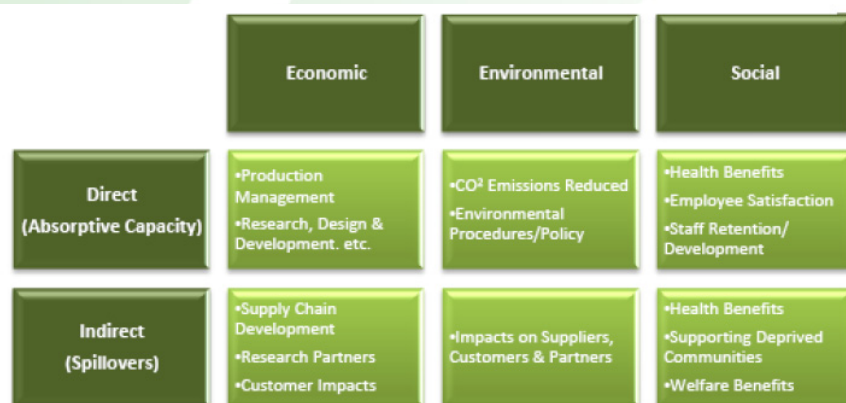 Economic
Environmental
Social
Direct
(Absorptive Capacity)
•Production
Management
•Research, Design &
Development. etc.
•CO² Emissions Reduced
•Environmental
Procedures/Policy
•Health Benefits
•Employee Satisfaction
•Staff Retention/
Development
Indirect
(Spillovers)
•Supply Chain
Development
•Research Partners
•Customer Impacts
•Impacts on Suppliers,
Customers & Partners
•Health Benefits
•Supporting Deprived
Communities
•Welfare Benefits